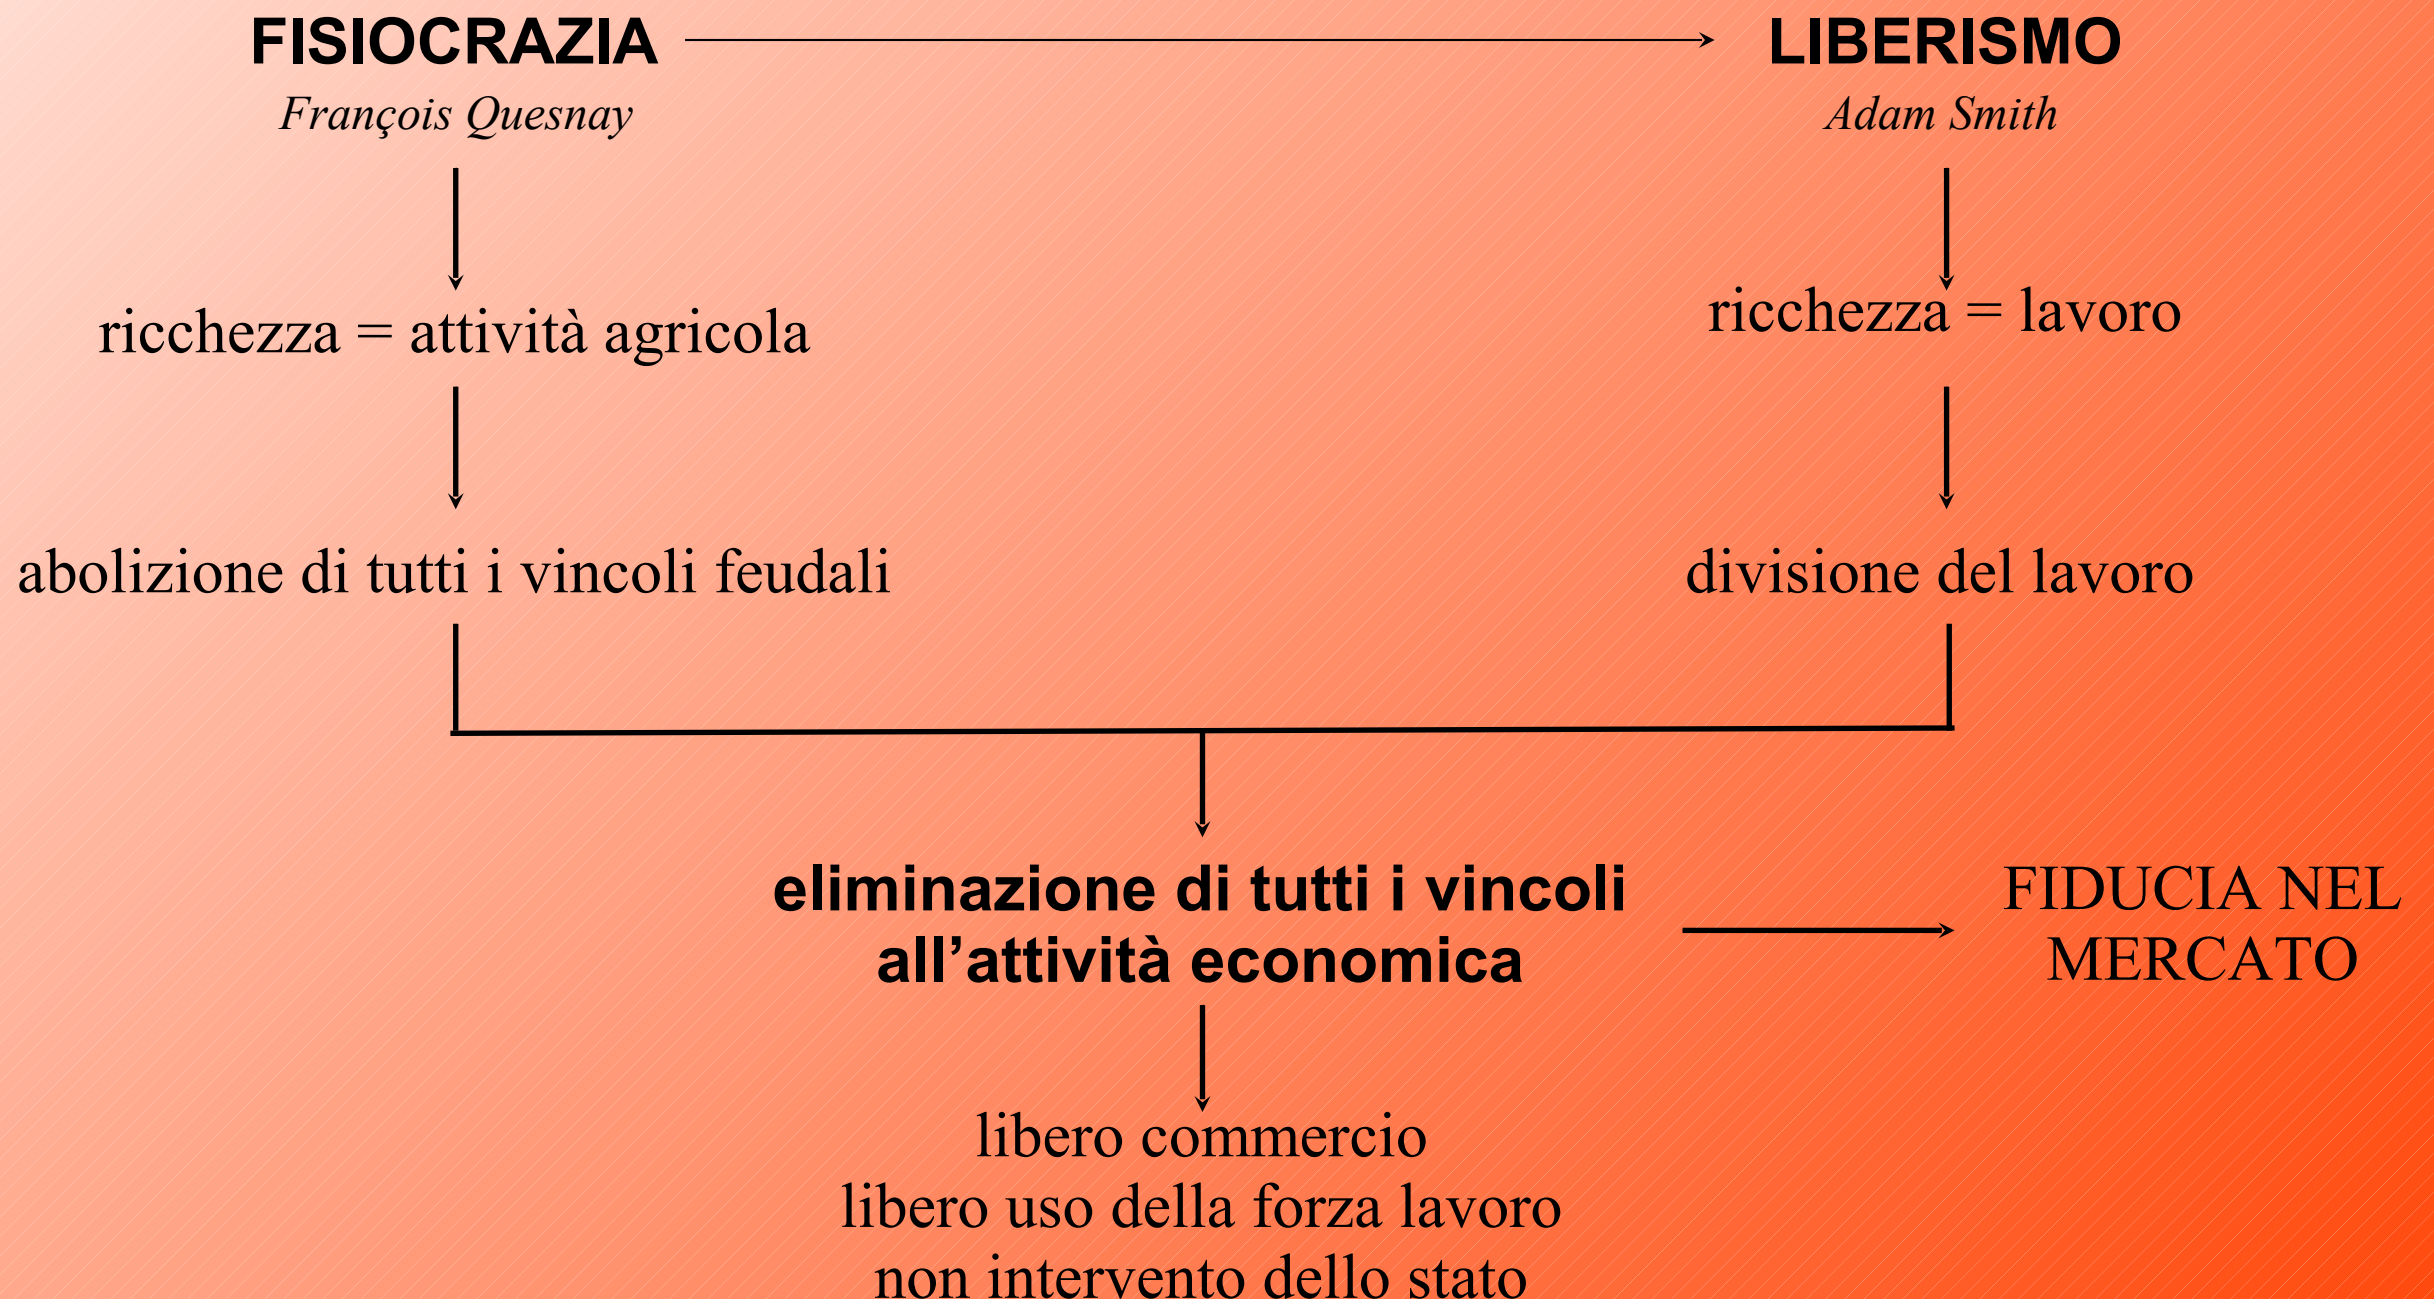 FISIOCRAZIA
François Quesnay
LIBERISMO
Adam Smith
ricchezza = attività agricola
ricchezza = lavoro
abolizione di tutti i vincoli feudali
divisione del lavoro
eliminazione di tutti i vincoli
all’attività economica
FIDUCIA NEL
MERCATO
libero commercio
libero uso della forza lavoro
non intervento dello stato